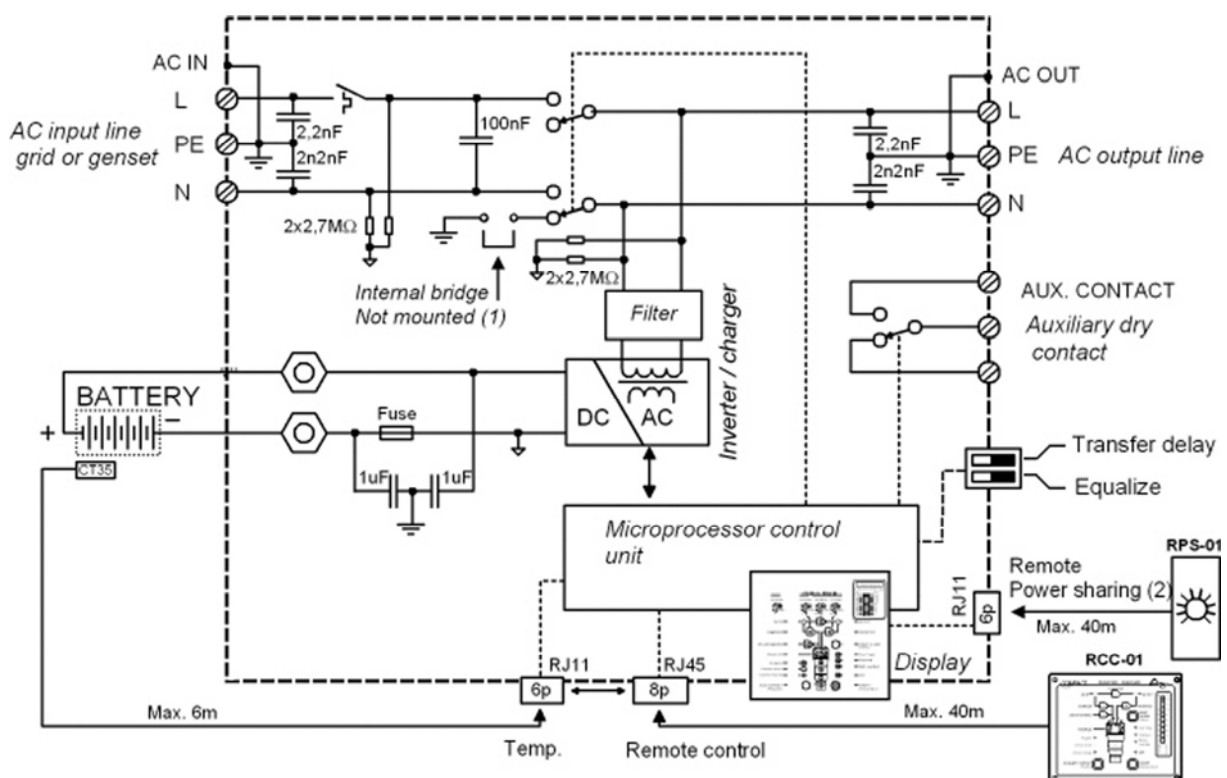 AC IN
L
AC input line
grid or genset
PE
N
2,2nF
2n2nF
100nF
2x2,7MΩ
Internal bridge
Not mounted (1)
2x2,7MΩ
Filter
2,2nF
2n2nF
AC OUT
L
PE
AC output line
N
AUX. CONTACT
Auxiliary dry
contact
BATTERY
+
−
CT35
Fuse
1uF
1uF
DC
AC
Inverter / charger
Transfer delay
Equalize
Microprocessor control
unit
Display
RJ11
6p
Remote
Power sharing (2)
Max. 40m
RPS-01
RCC-01
RJ11
6p
RJ45
8p
Max. 6m
Temp.
Remote control
Max. 40m